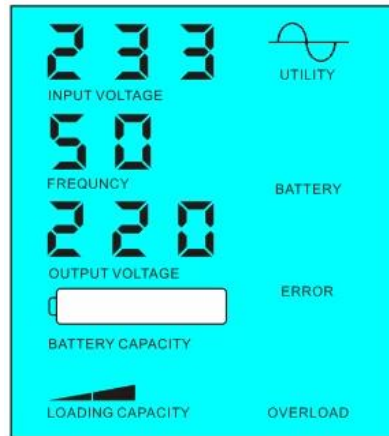 233
INPUT VOLTAGE
UTILITY
50
FREQUNCY
BATTERY
220
OUTPUT VOLTAGE
ERROR
BATTERY CAPACITY
LOADING CAPACITY
OVERLOAD